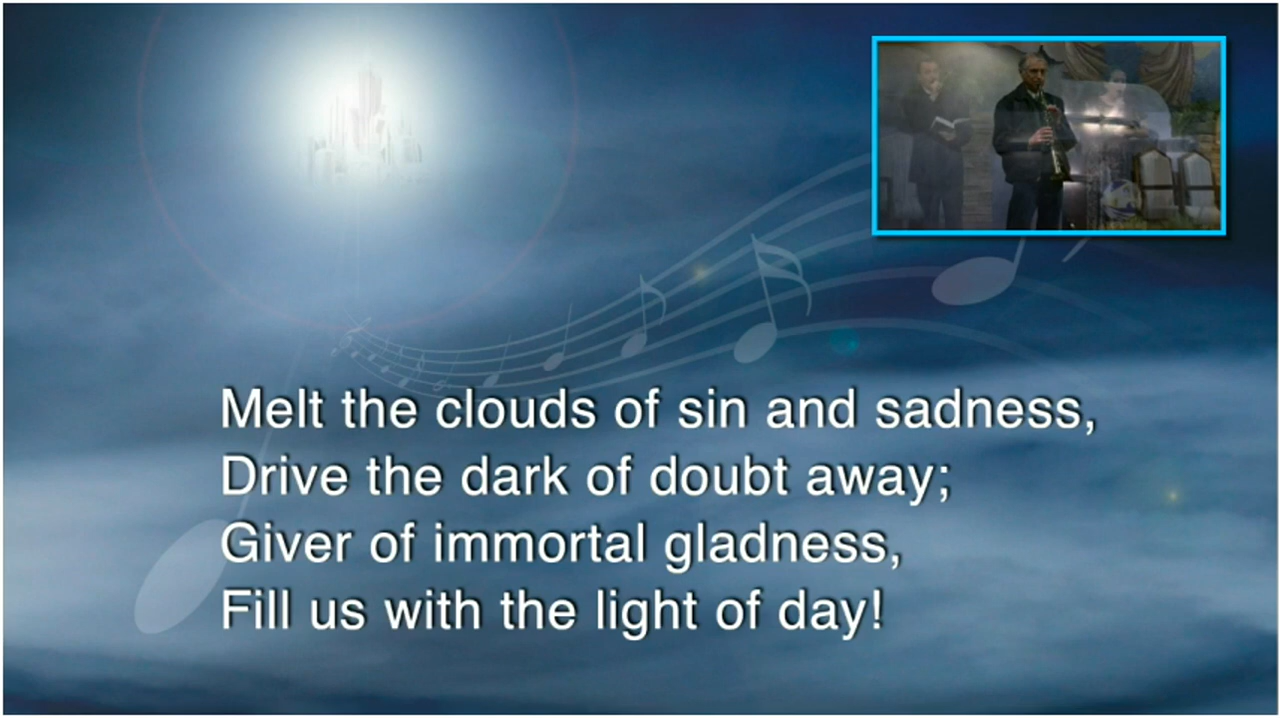 Melt the clouds of sin and sadness,
Drive the dark of doubt away;
Giver of immortal gladness,
Fill us with the light of day!